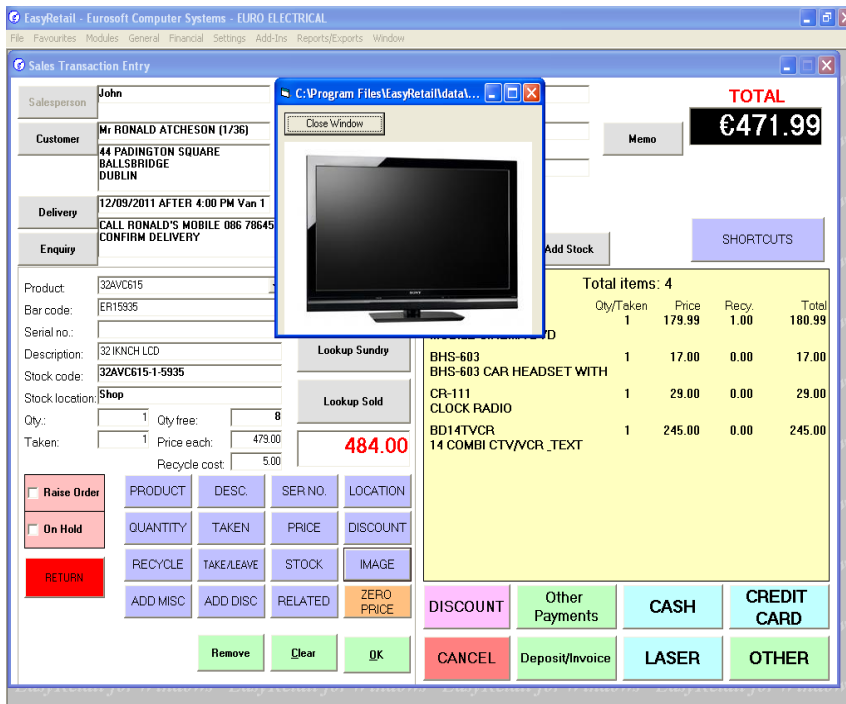 EasyRetail - Eurosoft Computer Systems - EURO ELECTRICAL
File Favourites Modules General Financial Settings Add-Ins Reports/Exports Window
Sales Transaction Entry
Salesperson
John
Customer
Mr RONALD ATCHESON (1/36)
44 PADINGTON SQUARE
BALLSBRIDGE
DUBLIN
Delivery
12/09/2011 AFTER 4:00 PM Van 1
CALL RONALD'S MOBILE 086 78645
CONFIRM DELIVERY
Enquiry
C:\Program Files\EasyRetail\data\...
Close Window
SONY
Memo
TOTAL
€471.99
SHORTCUTS
Add Stock
Product:
32AVC615
Bar code:
ER15935
Serial no.:
Description:
32 IKNCH LCD
Stock code:
32AVC615-1-5935
Stock location:
Shop
Qty.:
1
Qty free:
8
Taken:
1
Price each:
479.00
Recycle cost:
5.00
Lookup Sundry
Lookup Sold
484.00
Total items: 4
Qty/Taken Price Recy. Total
1 179.99 1.00 180.99
BHS-603 1 17.00 0.00 17.00
BHS-603 CAR HEADSET WITH
CR-111 1 29.00 0.00 29.00
CLOCK RADIO
BD14TVCR 1 245.00 0.00 245.00
14 COMBI CTV/VCR _TEXT
Raise Order
On Hold
RETURN
PRODUCT DESC. SER NO. LOCATION
QUANTITY TAKEN PRICE DISCOUNT
RECYCLE TAKE/LEAVE STOCK IMAGE
ADD MISC ADD DISC RELATED ZERO PRICE
Remove Clear OK
DISCOUNT
Other Payments
CASH
CREDIT CARD
CANCEL
Deposit/Invoice
LASER
OTHER